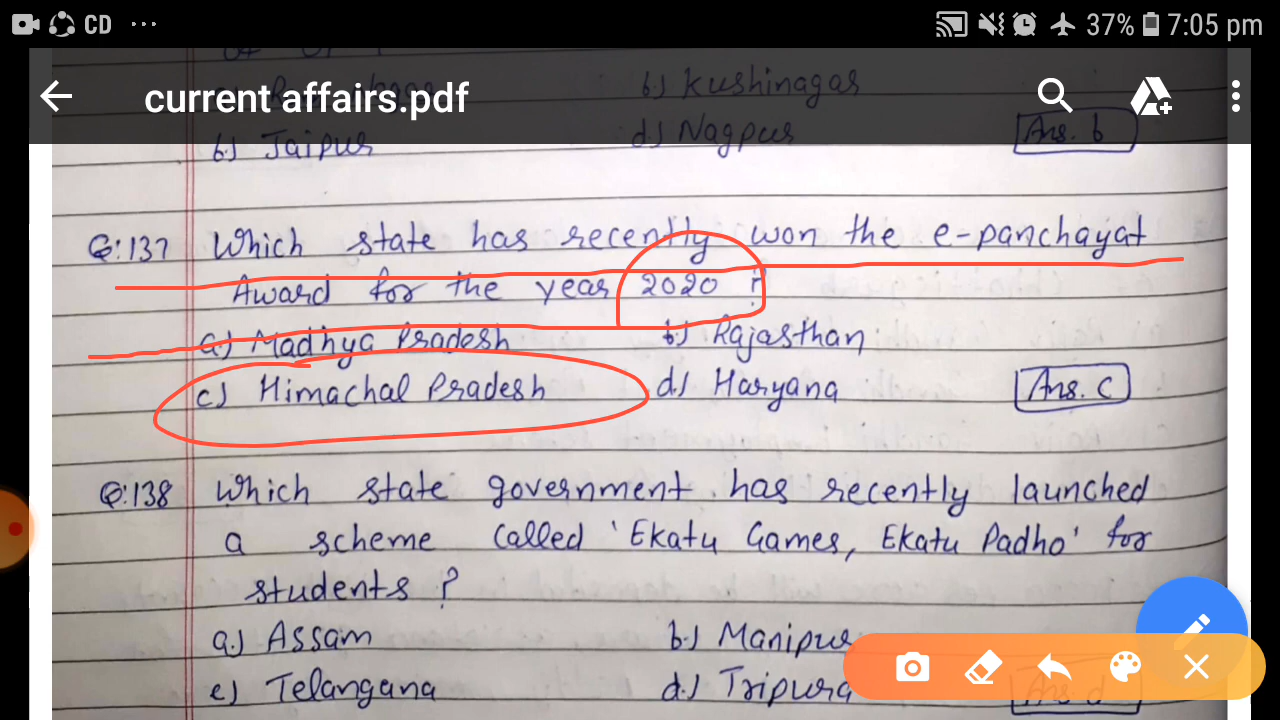 CD ... 37% 7:05 pm
current affairs.pdf
b) Kushinagar
b) Jaipur d) Nagpur Ans. b
Q:137 Which state has recently won the e-panchayat
Award for the year 2020 ?
a) Madhya Pradesh b) Rajasthan
c) Himachal Pradesh d) Haryana Ans. c
Q:138 Which state government has recently launched
a scheme called 'Ekatu Games, Ekatu Padho' for
students ?
a) Assam b) Manipur
c) Telangana d) Tripura
Ans d